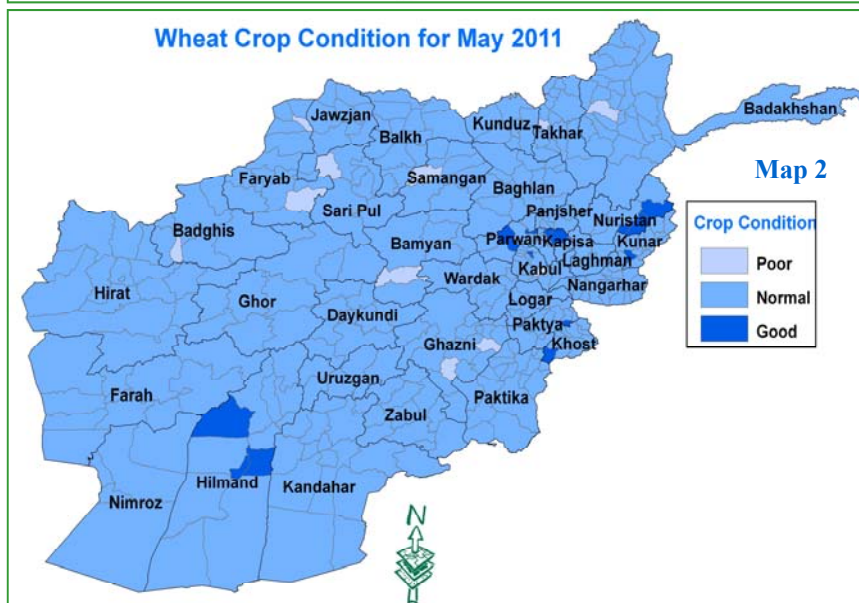 Wheat Crop Condition for May 2011
Badakhshan
Jawzjan
Balkh
Kunduz
Takhar
Map 2
Faryab
Samangan
Baghlan
Sari Pul
Panjsher
Nuristan
Crop Condition
Badghis
Bamyan
Parwan
Kapisa
Kunar
Poor
Laghman
Kabul
Hirat
Ghor
Wardak
Nangarhar
Normal
Daykundi
Logar
Paktya
Good
Ghazni
Khost
Farah
Uruzgan
Zabul
Paktika
Hilmand
Kandahar
Nimroz
N